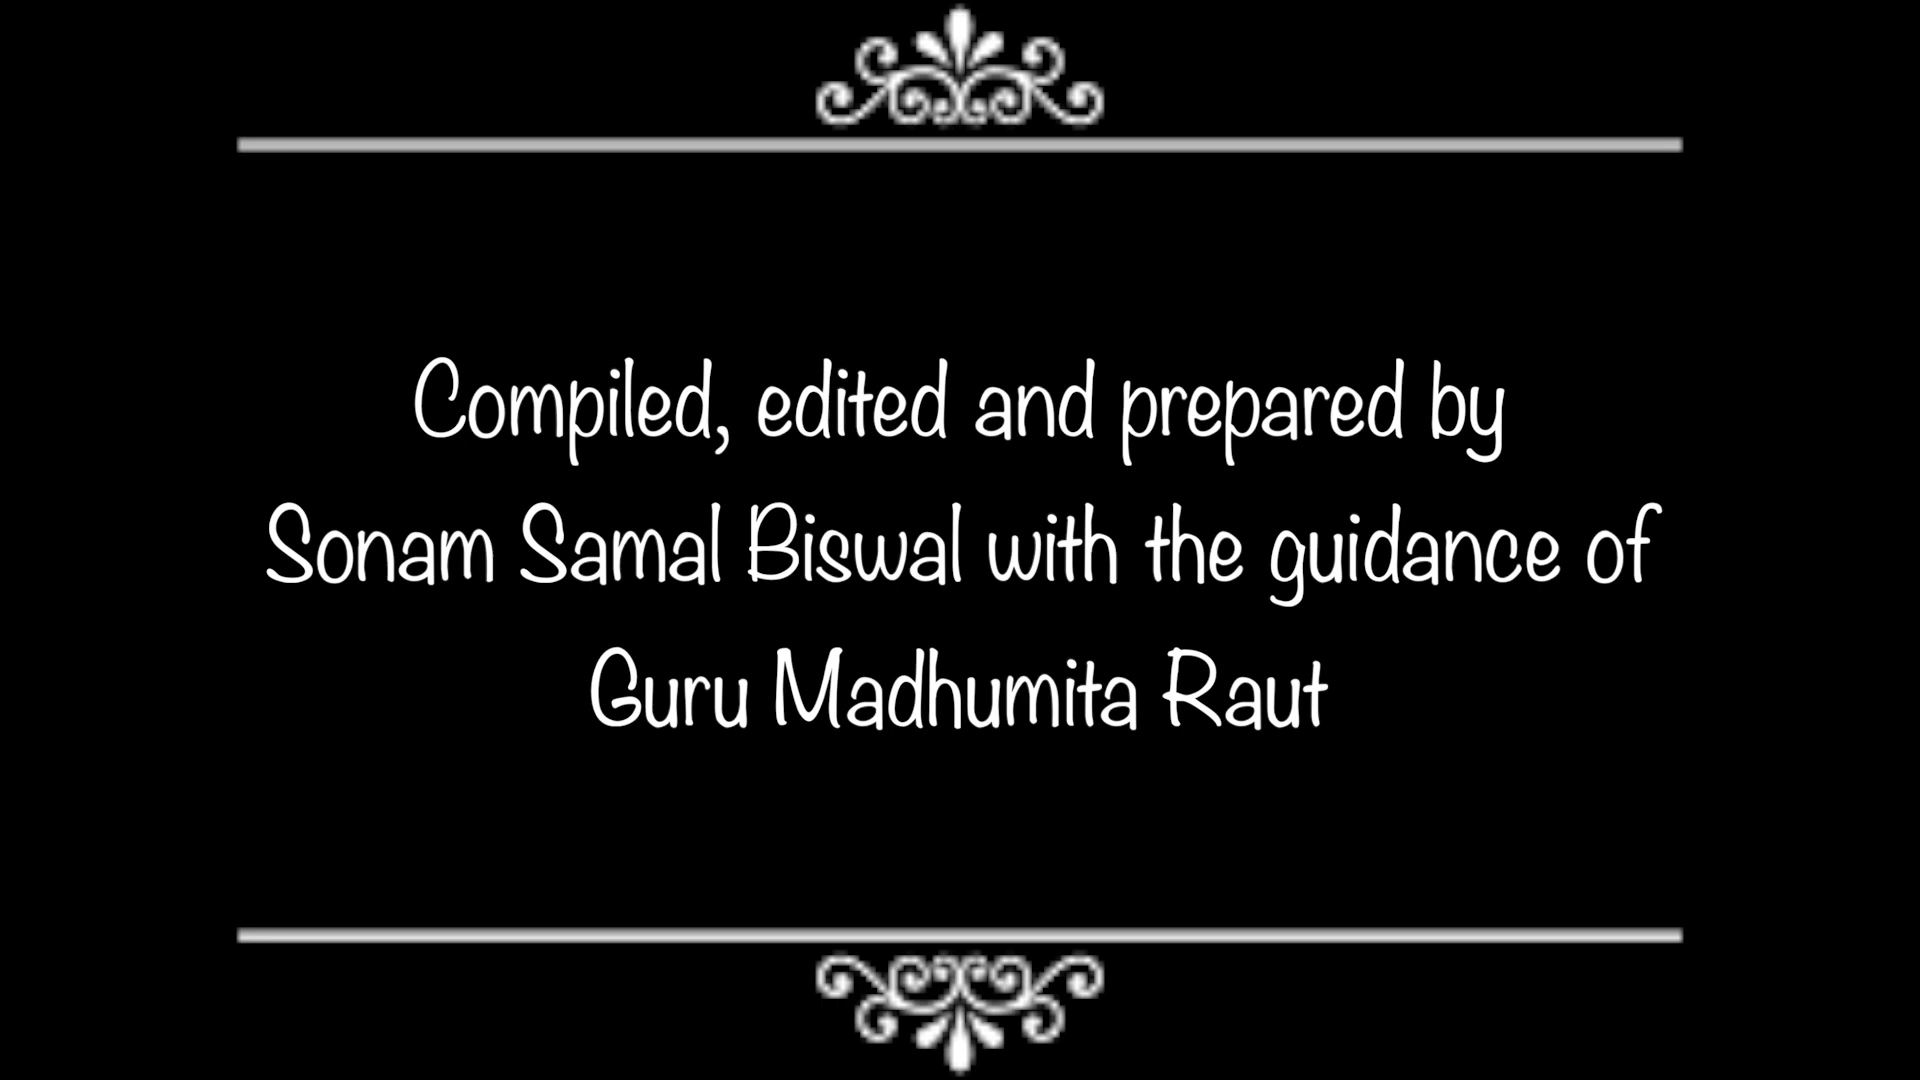 Compiled, edited and prepared by
Sonam Samal Biswal with the guidance of
Guru Madhumita Raut